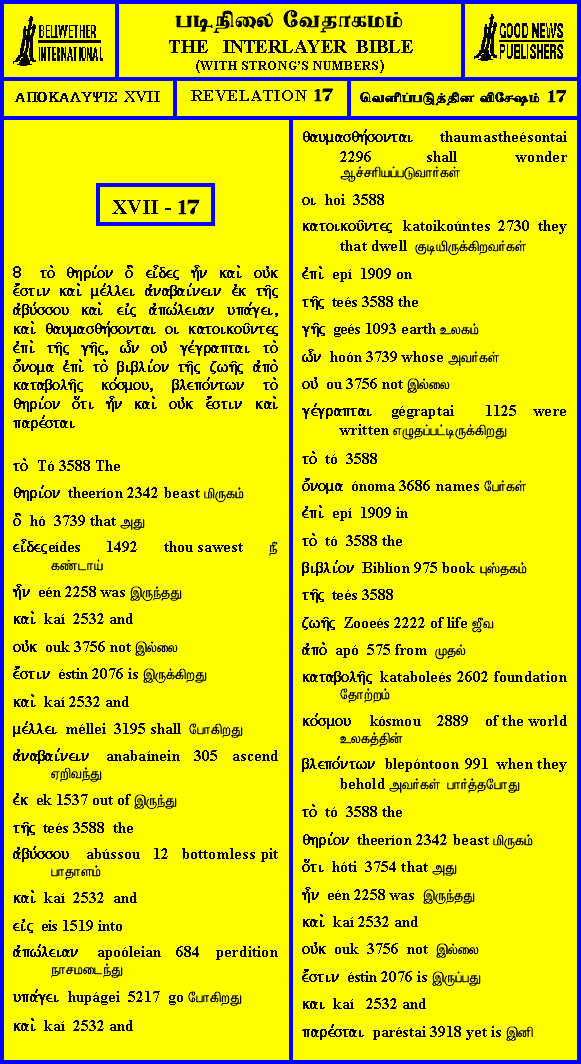 BELLWETHER
INTERNATIONAL
படிநிலை வேதாகமம்
THE INTERLAYER BIBLE
(WITH STRONG'S NUMBERS)
GOOD NEWS
PUBLISHERS
ΑΠΟΚΑΛΥΨΙΣ XVII
REVELATION 17
வெளிப்படுத்தின விசேஷம் 17
XVII - 17
8 τὸ θηρίον ὃ εἶδες ἦν καὶ οὐκ
ἔστιν καὶ μέλλει ἀναβαίνειν ἐκ τῆς
ἀβύσσου καὶ εἰς ἀπώλειαν υπάγει,
καὶ θαυμασθήσονται οι κατοικοῦντες
ἐπὶ τῆς γῆς, ὧν οὐ γέγραπται τὸ
ὄνομα ἐπὶ τὸ βιβλίον τῆς ζωῆς ἀπὸ
καταβολῆς κόσμου, βλεπόντων τὸ
θηρίον ὅτι ἦν καὶ οὐκ ἔστιν καὶ
παρέσται
τὸ Tó 3588 The
θηρίον theeríon 2342 beast மிருகம்
ὃ hó 3739 that அது
εἶδες eídes 1492 thou sawest நீ
கண்டாய்
ἦν eén 2258 was இருந்தது
καὶ kaí 2532 and
οὐκ ouk 3756 not இல்லை
ἔστιν éstin 2076 is இருக்கிறது
καὶ kaí 2532 and
μέλλει méllei 3195 shall போகிறது
ἀναβαίνειν anabaínein 305 ascend
ஏறிவந்து
ἐκ ek 1537 out of இருந்து
τῆς teés 3588 the
ἀβύσσου abússou 12 bottomless pit
பாதாளம்
καὶ kaí 2532 and
εἰς eis 1519 into
ἀπώλειαν apoóleian 684 perdition
நாசமடைந்து
υπάγει hupágei 5217 go போகிறது
καὶ kaí 2532 and
θαυμασθήσονται thaumastheésontai
2296 shall wonder
ஆச்சரியப்படுவார்கள்
οι hoi 3588
κατοικοῦντες katoikoúntes 2730 they
that dwell குடியிருக்கிறவர்கள்
ἐπὶ epí 1909 on
τῆς teés 3588 the
γῆς geés 1093 earth உலகம்
ὧν hoón 3739 whose அவர்கள்
οὐ ou 3756 not இல்லை
γέγραπται gégraptai 1125 were
written எழுதப்பட்டிருக்கிறது
τὸ tó 3588
ὄνομα ónoma 3686 names பேர்கள்
ἐπὶ epí 1909 in
τὸ tó 3588 the
βιβλίον Biblíon 975 book புஸ்தகம்
τῆς teés 3588
ζωῆς Zooeés 2222 of life ஜீவ
ἀπὸ apó 575 from முதல்
καταβολῆς kataboleés 2602 foundation
தோற்றம்
κόσμου kósmou 2889 of the world
உலகத்தின்
βλεπόντων blepóntoon 991 when they
behold அவர்கள் பார்த்தபோது
τὸ tó 3588 the
θηρίον theeríon 2342 beast மிருகம்
ὅτι hóti 3754 that அது
ἦν eén 2258 was இருந்தது
καὶ kaí 2532 and
οὐκ ouk 3756 not இல்லை
ἔστιν éstin 2076 is இருப்பது
και kaí 2532 and
παρέσται paréstai 3918 yet is இனி